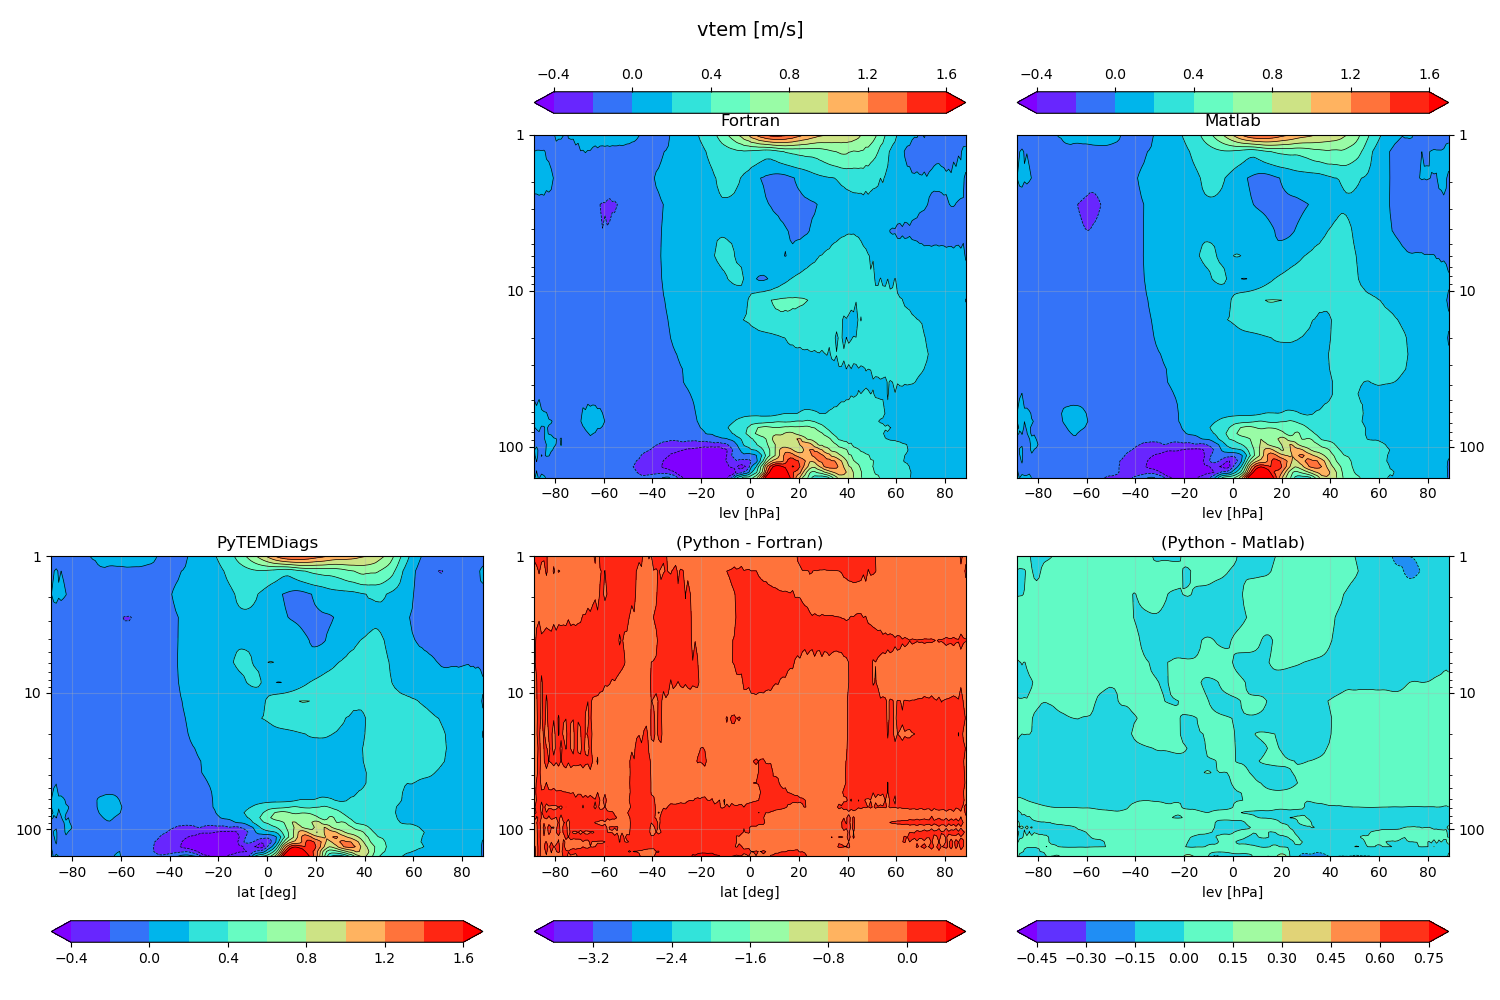 vtem [m/s]
−0.4 0.0 0.4 0.8 1.2 1.6
−0.4 0.0 0.4 0.8 1.2 1.6
Fortran
Matlab
1
10
100
−80 −60 −40 −20 0 20 40 60 80
lev [hPa]
1
10
100
−80 −60 −40 −20 0 20 40 60 80
lev [hPa]
PyTEMDiags
(Python - Fortran)
(Python - Matlab)
1
10
100
−80 −60 −40 −20 0 20 40 60 80
lat [deg]
1
10
100
−80 −60 −40 −20 0 20 40 60 80
lat [deg]
1
10
100
−80 −60 −40 −20 0 20 40 60 80
lev [hPa]
−0.4 0.0 0.4 0.8 1.2 1.6
−3.2 −2.4 −1.6 −0.8 0.0
−0.45 −0.30 −0.15 0.00 0.15 0.30 0.45 0.60 0.75